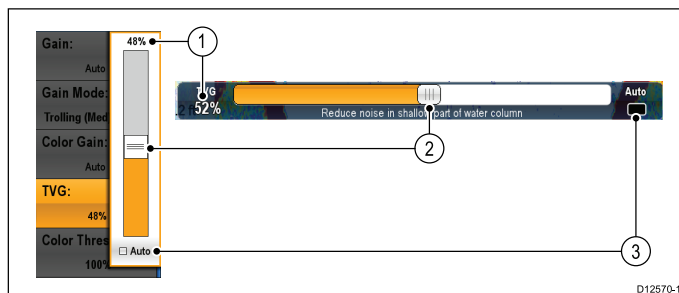 Gain:
Auto
Gain Mode:
Trolling (Med
Color Gain:
Auto
TVG:
48%
Color Thres
100%
48%
Auto
1
TVG
52%
.2 f
Reduce noise in shallow part of water column
Auto
2
3
D12570-1